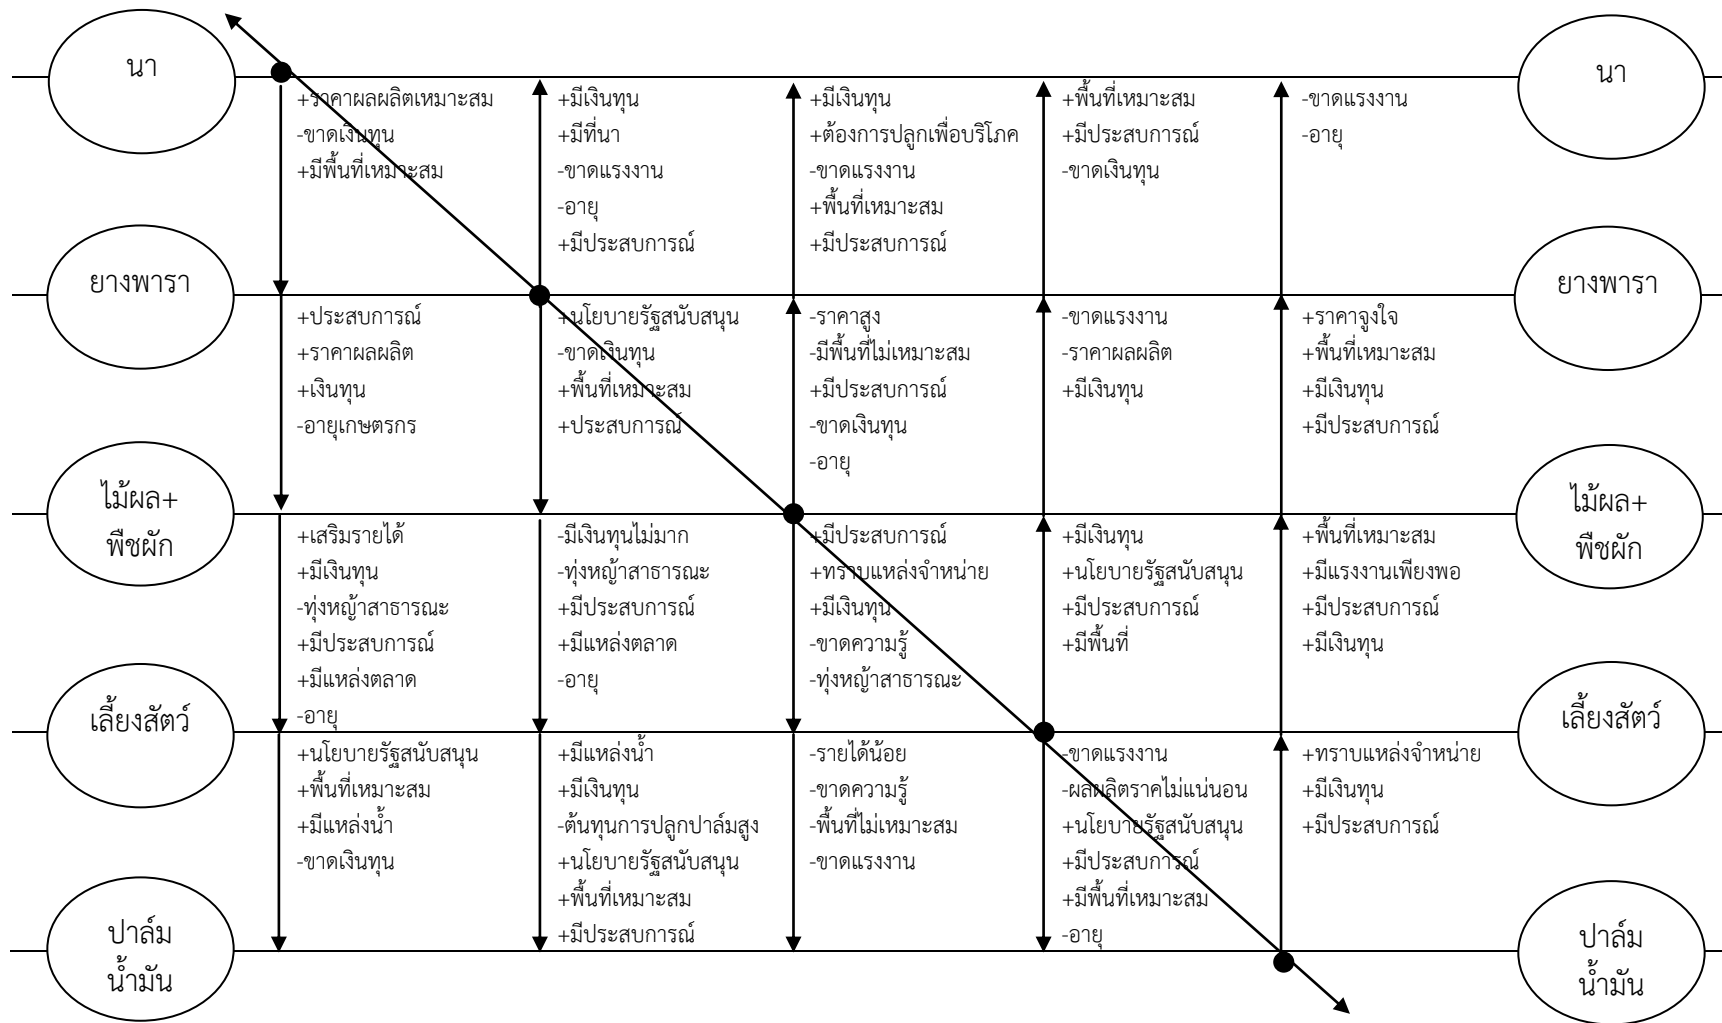 นา
+ราคาผลผลิตเหมาะสม
-ขาดเงินทุน
+มีพื้นที่เหมาะสม
+มีเงินทุน
+มีที่นา
-ขาดแรงงาน
-อายุ
+มีประสบการณ์
+มีเงินทุน
+ต้องการปลูกเพื่อบริโภค
-ขาดแรงงาน
+พื้นที่เหมาะสม
+มีประสบการณ์
+พื้นที่เหมาะสม
+มีประสบการณ์
-ขาดเงินทุน
-ขาดแรงงาน
-อายุ
นา
ยางพารา
+ประสบการณ์
+ราคาผลผลิต
+เงินทุน
-อายุเกษตรกร
+นโยบายรัฐสนับสนุน
-ขาดเงินทุน
+พื้นที่เหมาะสม
+ประสบการณ์
-ราคาสูง
-มีพื้นที่ไม่เหมาะสม
+มีประสบการณ์
-ขาดเงินทุน
-อายุ
-ขาดแรงงาน
-ราคาผลผลิต
+มีเงินทุน
+ราคาจูงใจ
+พื้นที่เหมาะสม
+มีเงินทุน
+มีประสบการณ์
ยางพารา
ไม้ผล+
พืชผัก
+เสริมรายได้
+มีเงินทุน
-ทุ่งหญ้าสาธารณะ
+มีประสบการณ์
+มีแหล่งตลาด
-อายุ
-มีเงินทุนไม่มาก
-ทุ่งหญ้าสาธารณะ
+มีประสบการณ์
+มีแหล่งตลาด
-อายุ
+มีประสบการณ์
+ทราบแหล่งจำหน่าย
+มีเงินทุน
-ขาดความรู้
-ทุ่งหญ้าสาธารณะ
+มีเงินทุน
+นโยบายรัฐสนับสนุน
+มีประสบการณ์
+มีพื้นที่
+พื้นที่เหมาะสม
+มีแรงงานเพียงพอ
+มีประสบการณ์
+มีเงินทุน
ไม้ผล+
พืชผัก
เลี้ยงสัตว์
+นโยบายรัฐสนับสนุน
+พื้นที่เหมาะสม
+มีแหล่งน้ำ
-ขาดเงินทุน
+มีแหล่งน้ำ
+มีเงินทุน
-ต้นทุนการปลูกปาล์มสูง
+นโยบายรัฐสนับสนุน
+พื้นที่เหมาะสม
+มีประสบการณ์
-รายได้น้อย
-ขาดความรู้
-พื้นที่ไม่เหมาะสม
-ขาดแรงงาน
-ขาดแรงงาน
-ผลผลิตราคไม่แน่นอน
+นโยบายรัฐสนับสนุน
+มีประสบการณ์
+มีพื้นที่เหมาะสม
-อายุ
+ทราบแหล่งจำหน่าย
+มีเงินทุน
+มีประสบการณ์
เลี้ยงสัตว์
ปาล์ม
น้ำมัน
ปาล์ม
น้ำมัน